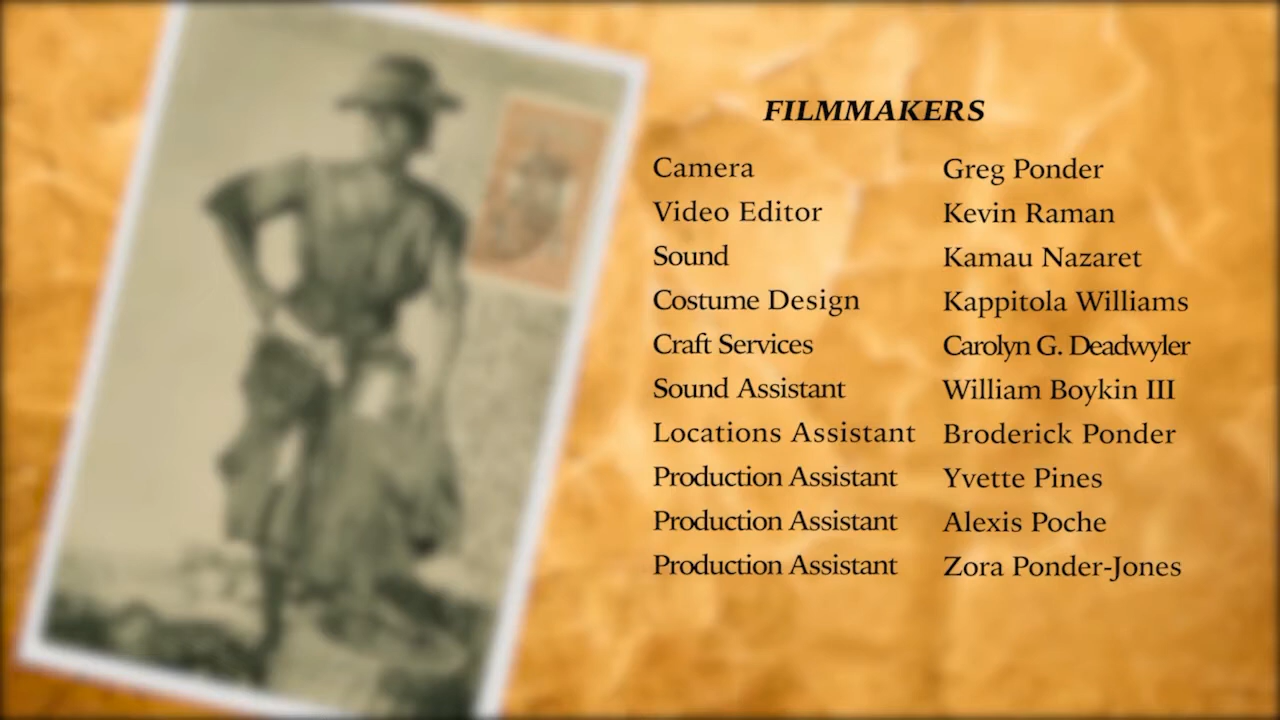 FILMMAKERS
Camera Greg Ponder
Video Editor Kevin Raman
Sound Kamau Nazaret
Costume Design Kappitola Williams
Craft Services Carolyn G. Deadwyler
Sound Assistant William Boykin III
Locations Assistant Broderick Ponder
Production Assistant Yvette Pines
Production Assistant Alexis Poche
Production Assistant Zora Ponder-Jones